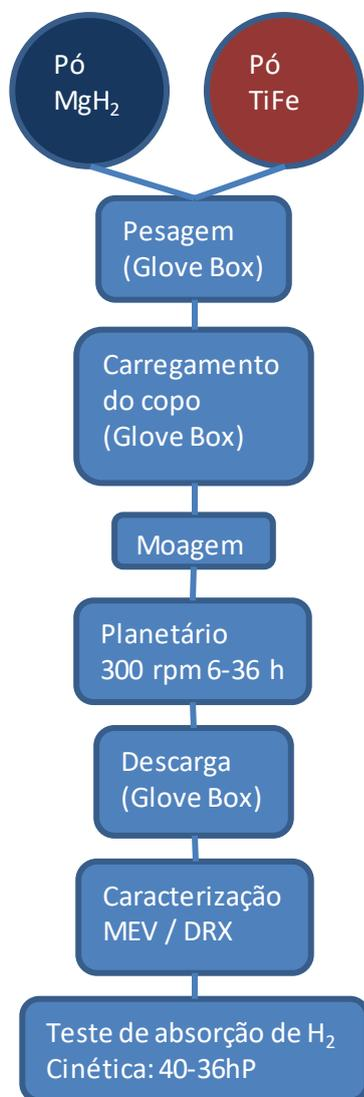 Pó
MgH₂
Pó
TiFe
Pesagem
(Glove Box)
Carregamento
do copo
(Glove Box)
Moagem
Planetário
300 rpm 6-36 h
Descarga
(Glove Box)
Caracterização
MEV / DRX
Teste de absorção de H₂
Cinética: 40-36hP